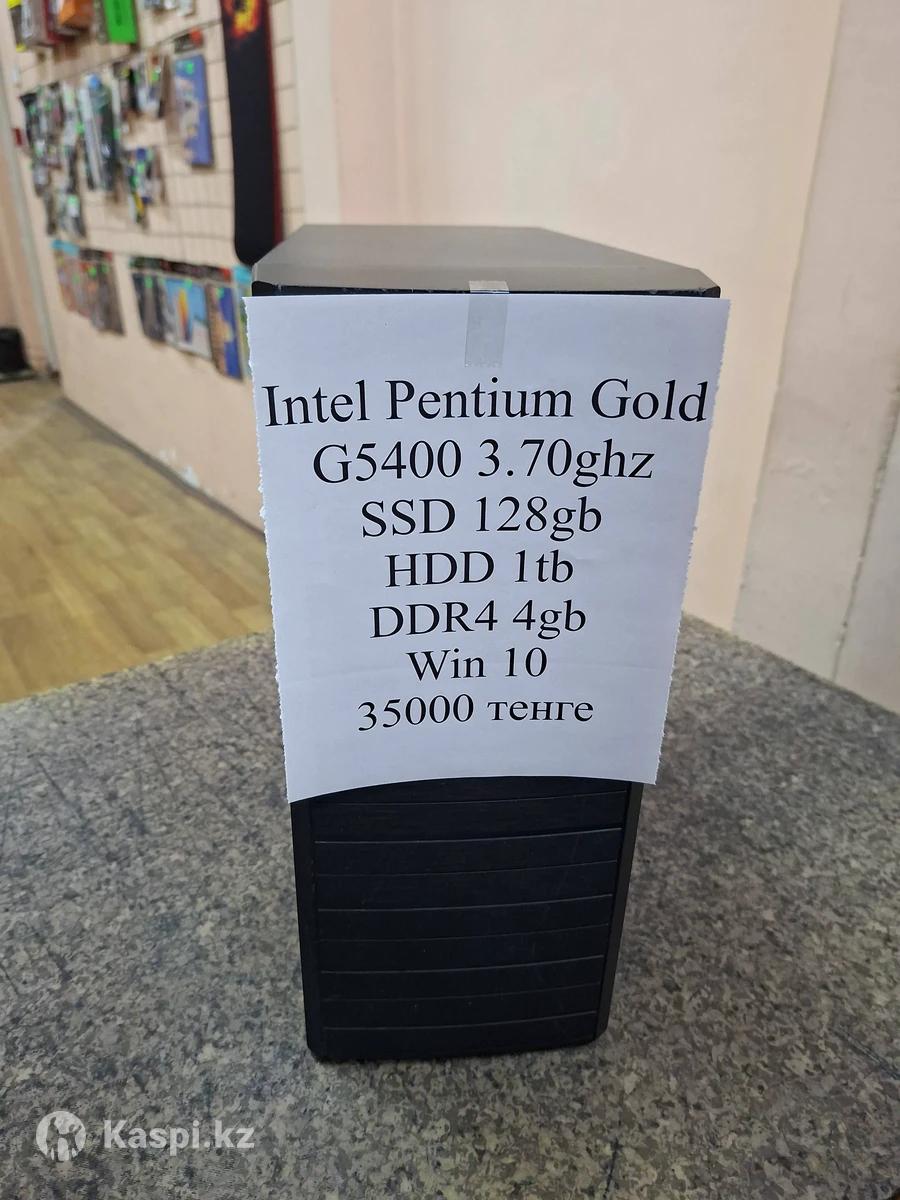 Intel Pentium Gold
G5400 3.70ghz
SSD 128gb
HDD 1tb
DDR4 4gb
Win 10
35000 тенге
Kaspi.kz